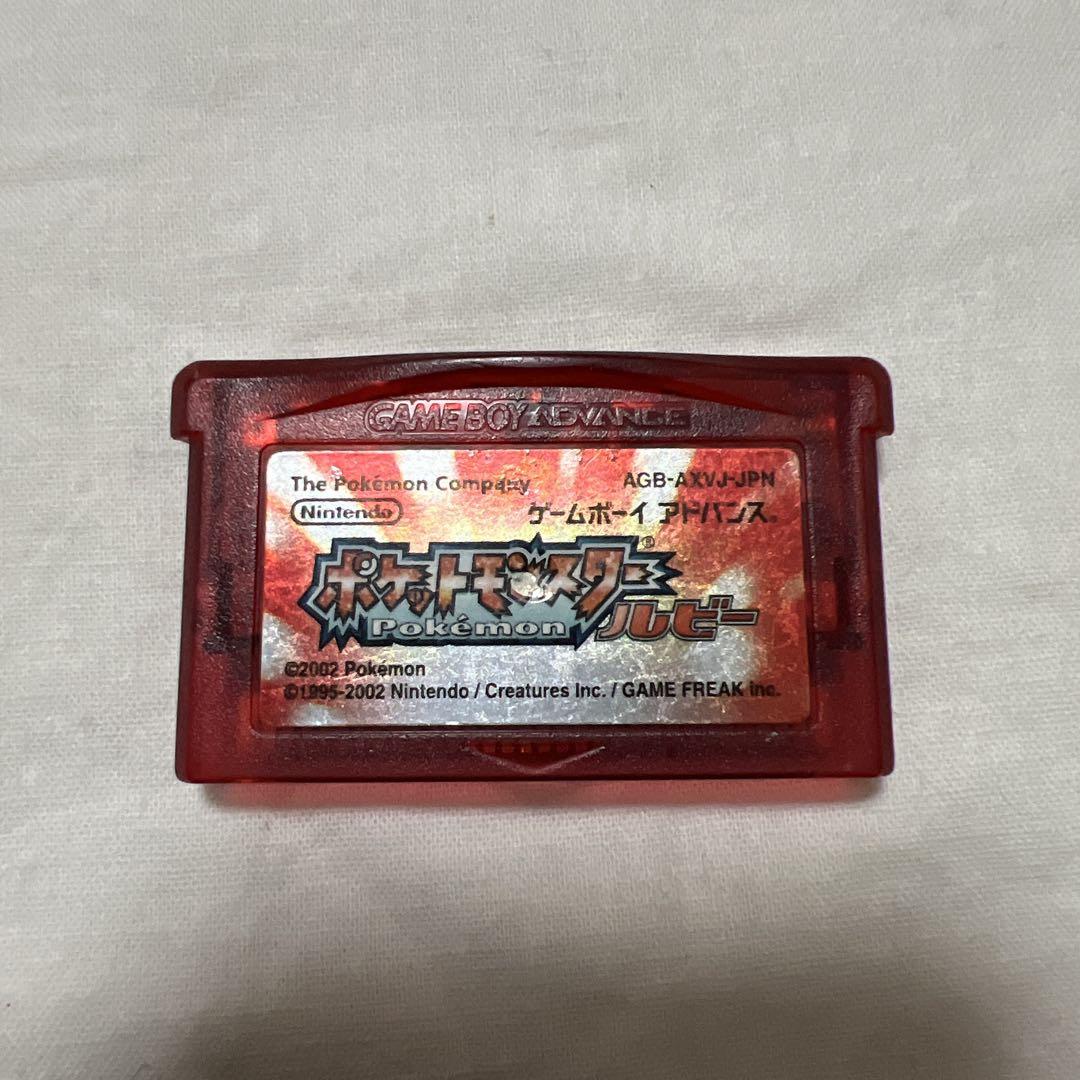 GAME BOY ADVANCE
The Pokémon Company AGB-AXVJ-JPN
Nintendo ゲームボーイ アドバンス®
ポケットモンスター®
Pokémon ルビー
©2002 Pokémon
©1995-2002 Nintendo / Creatures Inc. / GAME FREAK inc.